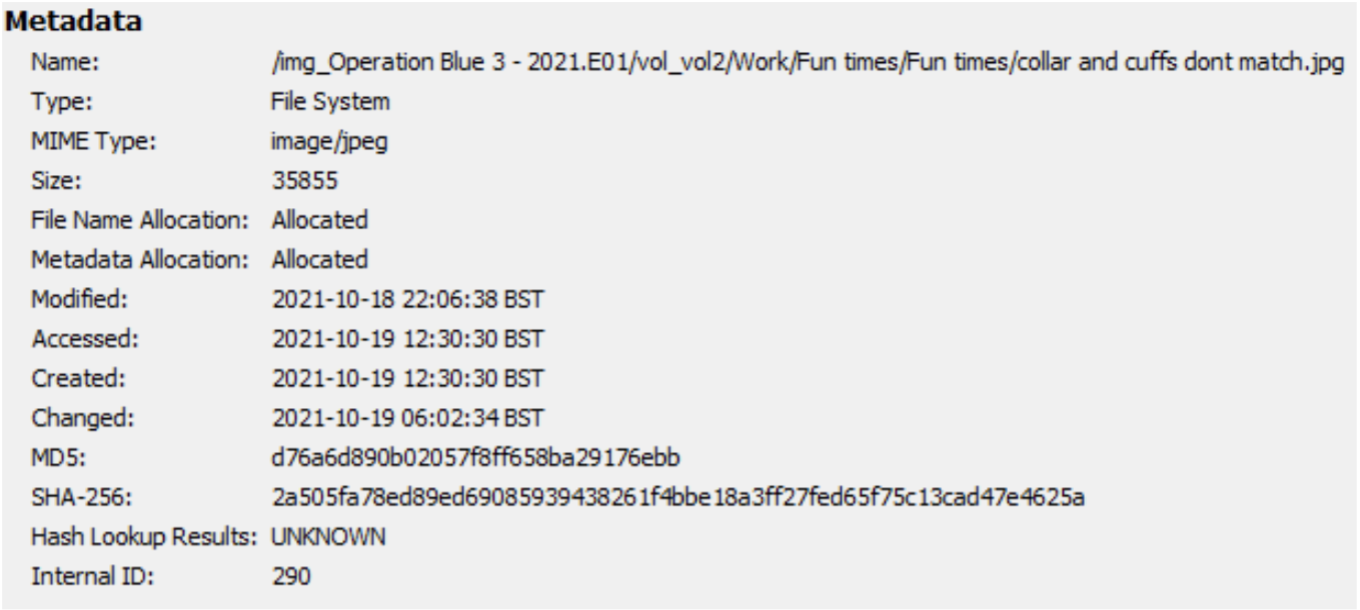 Metadata
Name: /img_Operation Blue 3 - 2021.E01/vol_vol2/Work/Fun times/Fun times/collar and cuffs dont match.jpg
Type: File System
MIME Type: image/jpeg
Size: 35855
File Name Allocation: Allocated
Metadata Allocation: Allocated
Modified: 2021-10-18 22:06:38 BST
Accessed: 2021-10-19 12:30:30 BST
Created: 2021-10-19 12:30:30 BST
Changed: 2021-10-19 06:02:34 BST
MD5: d76a6d890b02057f8ff658ba29176ebb
SHA-256: 2a505fa78ed89ed69085939438261f4bbe18a3ff27fed65f75c13cad47e4625a
Hash Lookup Results: UNKNOWN
Internal ID: 290